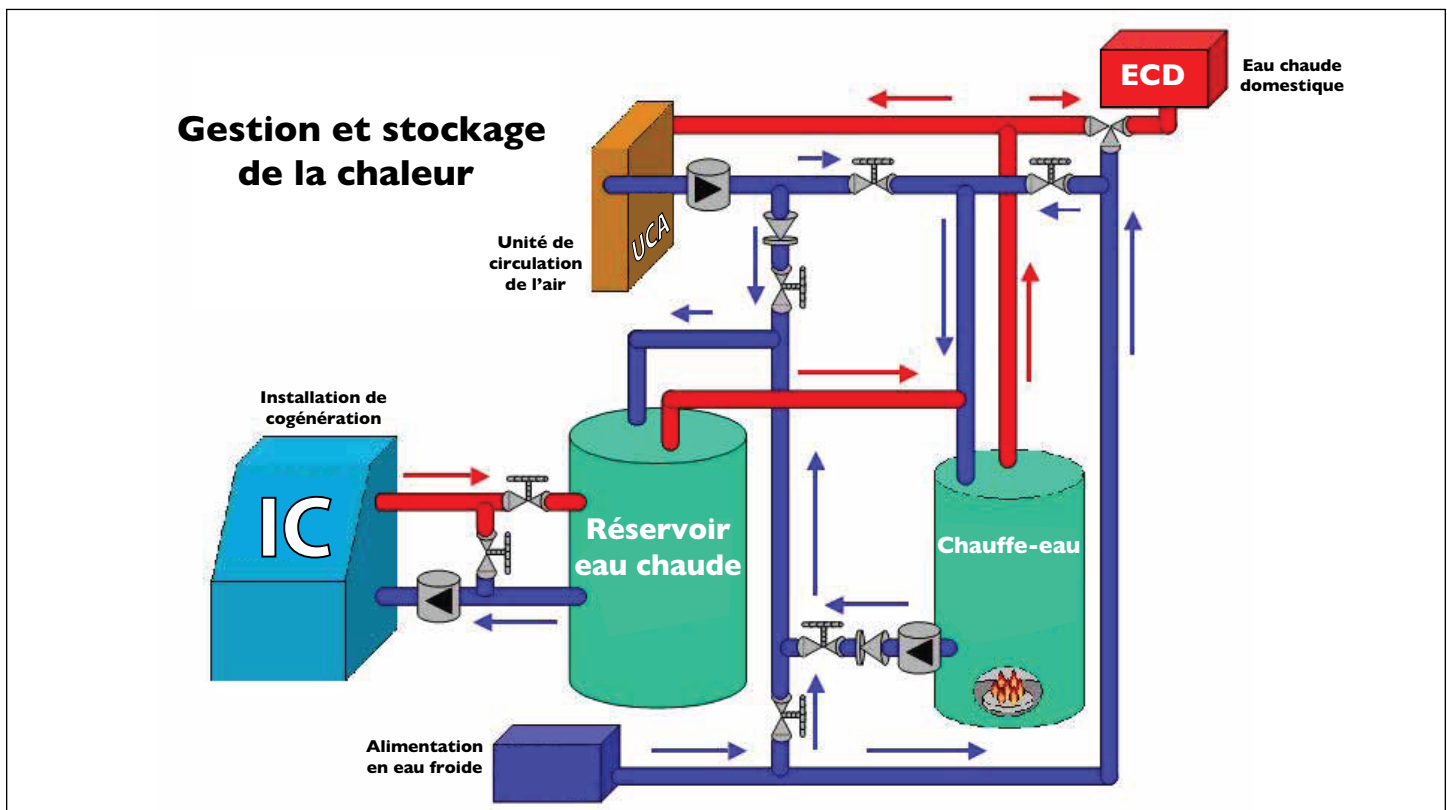 ECD
Eau chaude
domestique
Gestion et stockage
de la chaleur
UCA
Unité de
circulation
de l'air
Installation de
cogénération
IC
Réservoir
eau chaude
Chauffe-eau
Alimentation
en eau froide